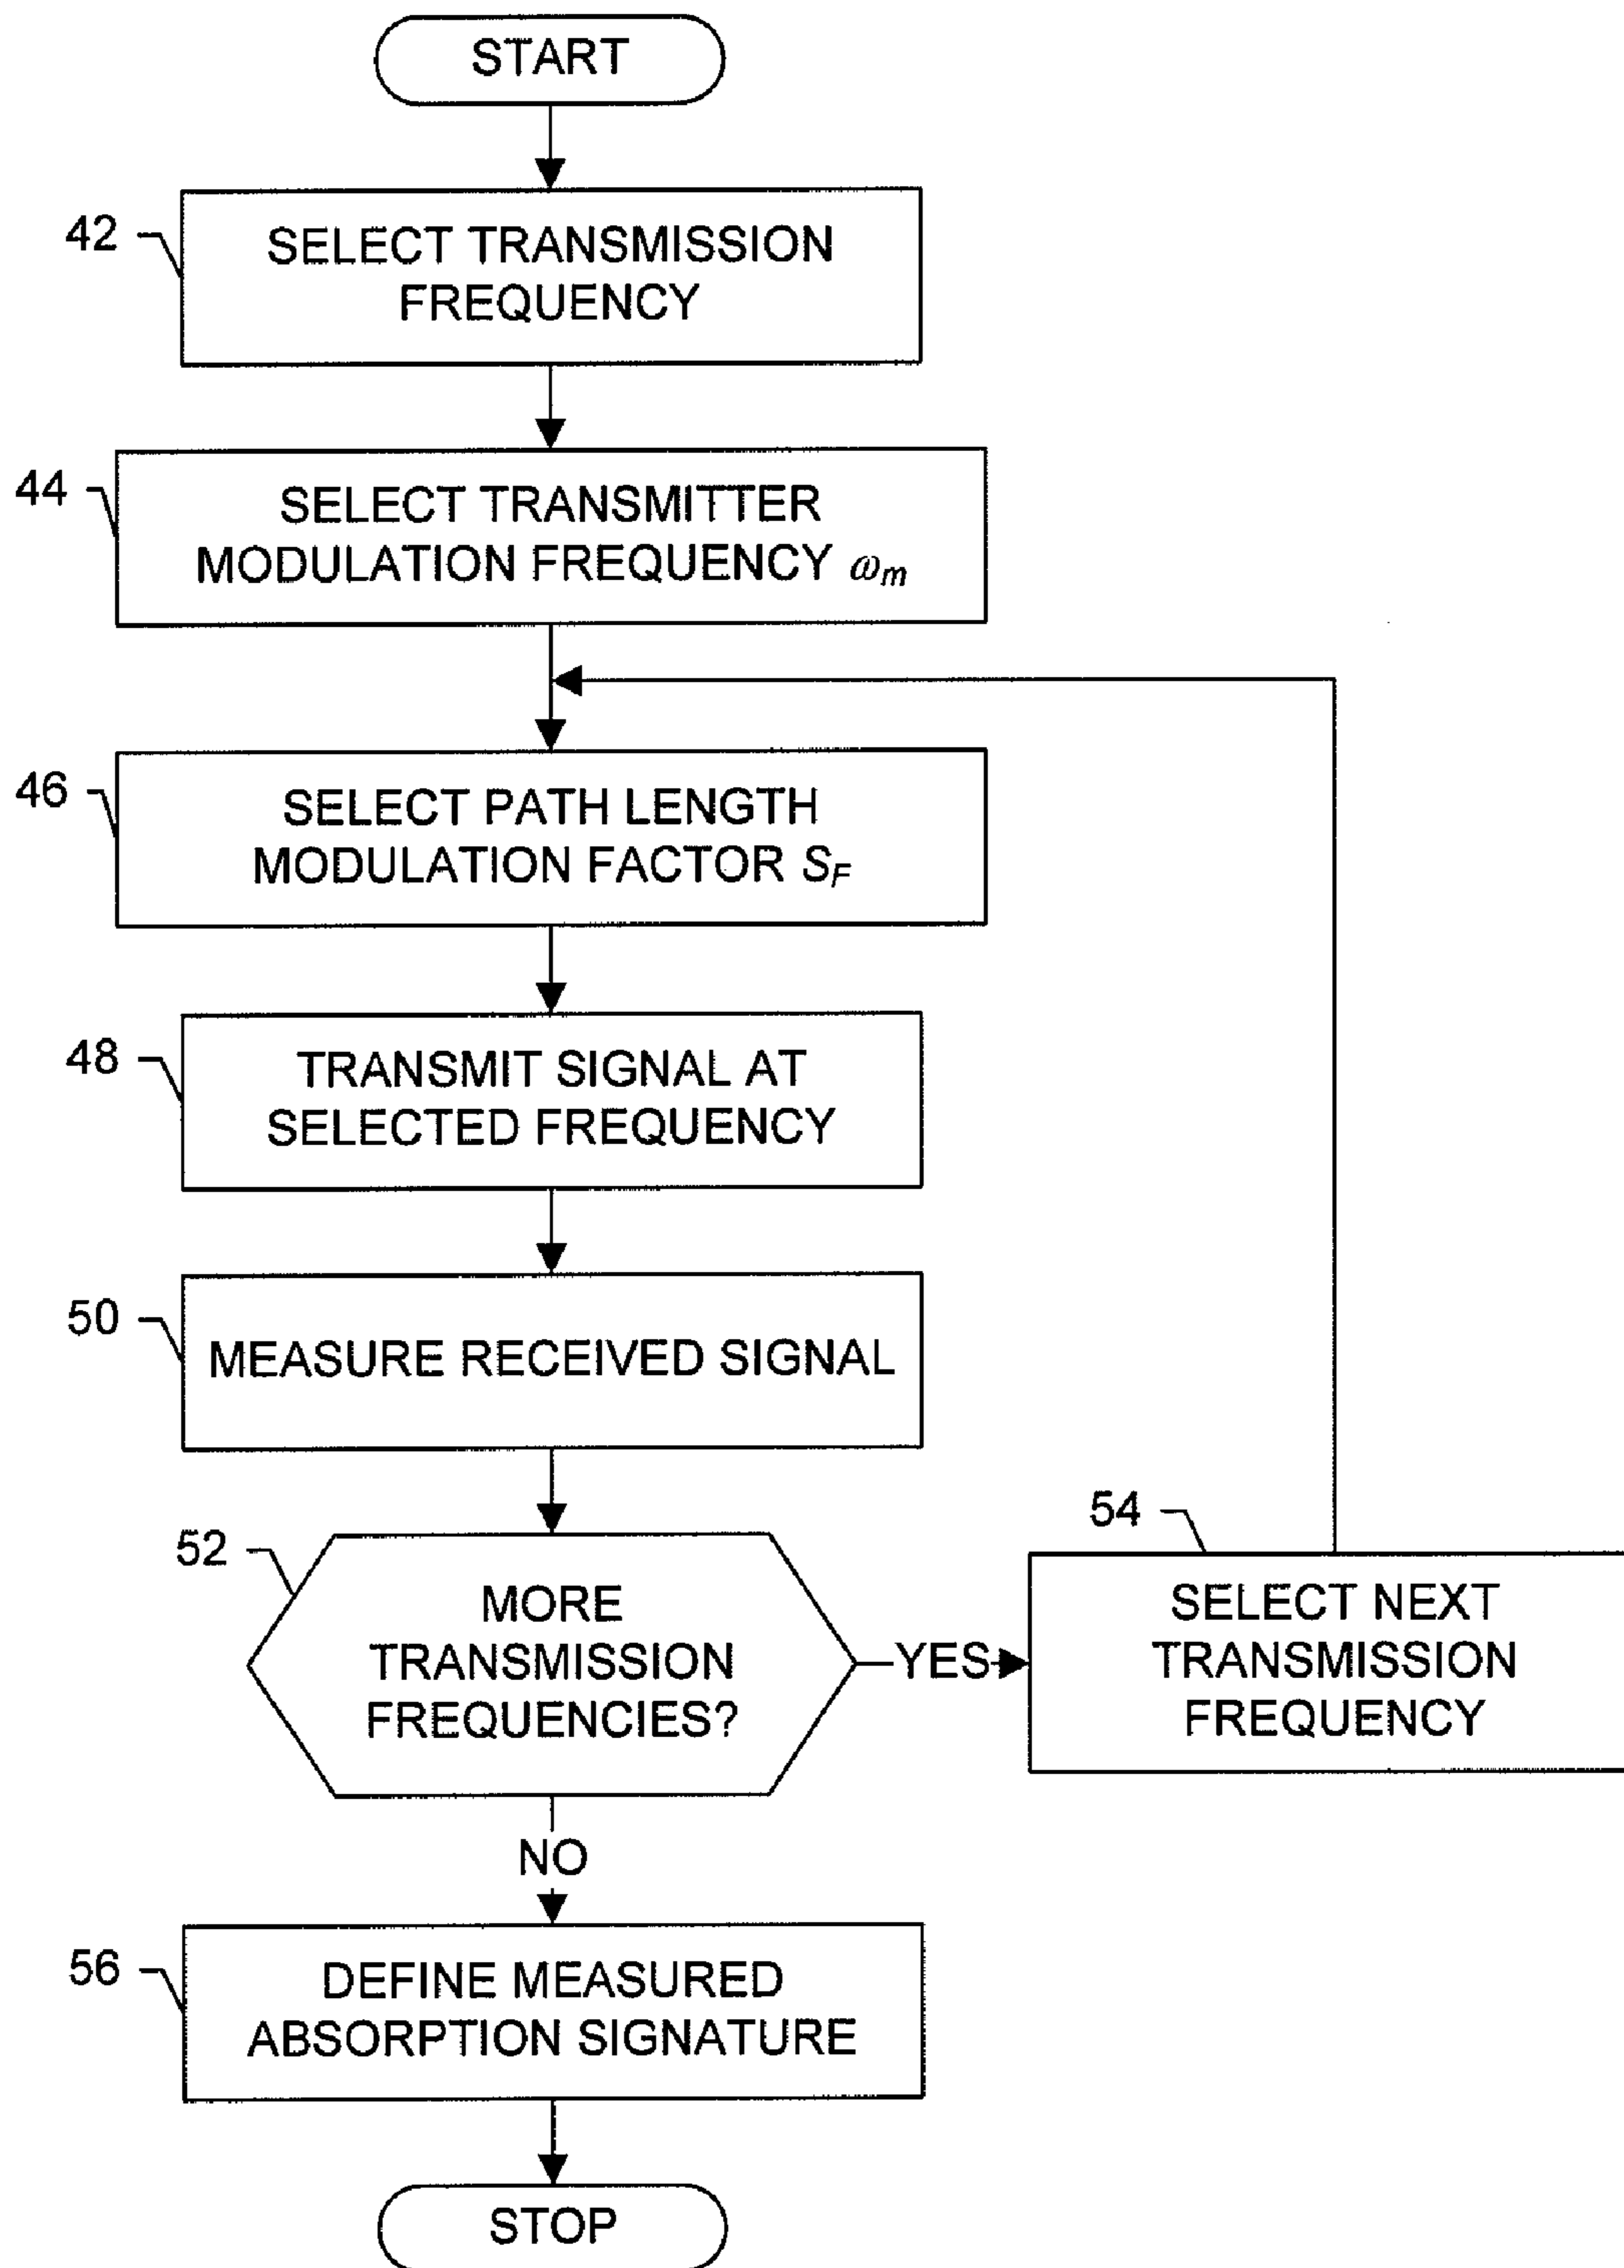 START
42
SELECT TRANSMISSION
FREQUENCY
44
SELECT TRANSMITTER
MODULATION FREQUENCY ωm
46
SELECT PATH LENGTH
MODULATION FACTOR SF
48
TRANSMIT SIGNAL AT
SELECTED FREQUENCY
50
MEASURE RECEIVED SIGNAL
52
MORE
TRANSMISSION
FREQUENCIES?
YES
54
SELECT NEXT
TRANSMISSION
FREQUENCY
NO
56
DEFINE MEASURED
ABSORPTION SIGNATURE
STOP